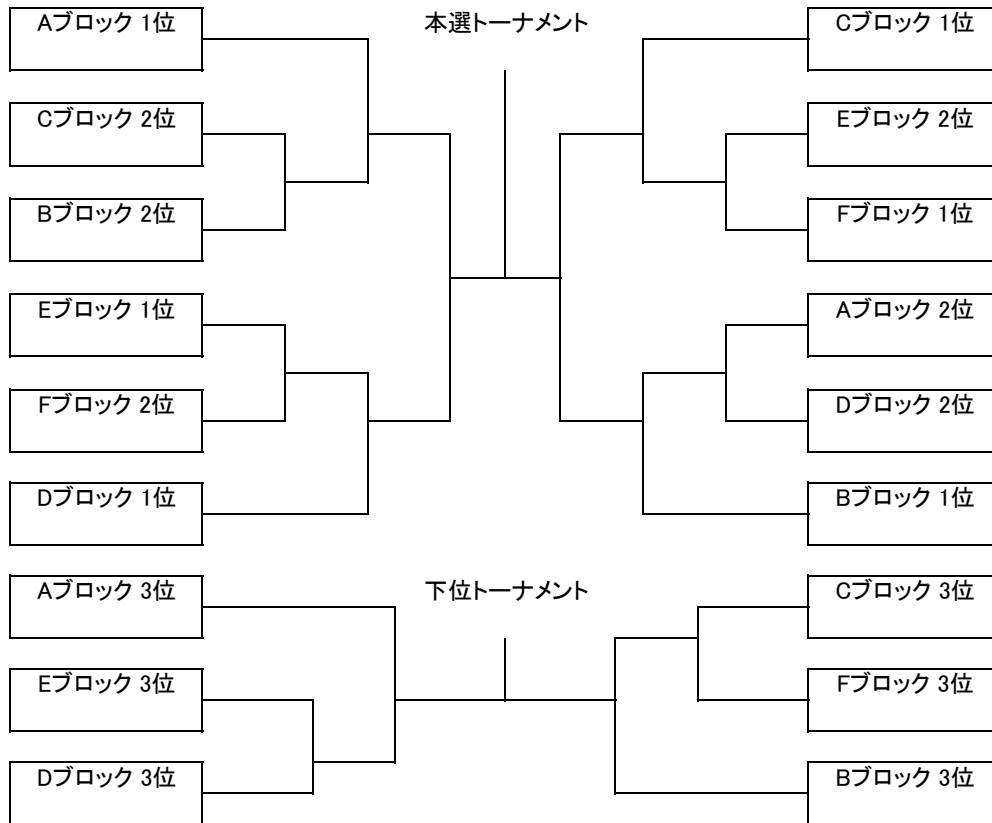 Aブロック 1位
本選トーナメント
Cブロック 1位
Cブロック 2位
Eブロック 2位
Bブロック 2位
Fブロック 1位
Eブロック 1位
Aブロック 2位
Fブロック 2位
Dブロック 2位
Dブロック 1位
Bブロック 1位
Aブロック 3位
下位トーナメント
Cブロック 3位
Eブロック 3位
Fブロック 3位
Dブロック 3位
Bブロック 3位